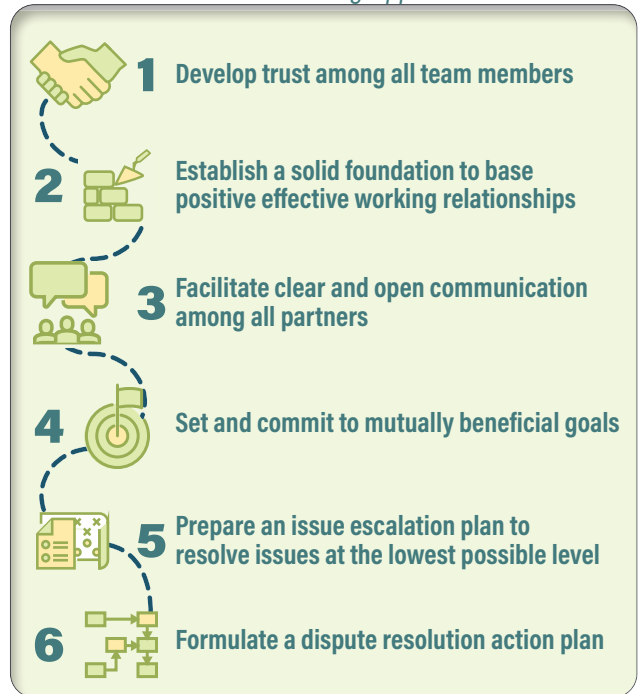 1 Develop trust among all team members
2 Establish a solid foundation to base
positive effective working relationships
3 Facilitate clear and open communication
among all partners
4 Set and commit to mutually beneficial goals
5 Prepare an issue escalation plan to
resolve issues at the lowest possible level
6 Formulate a dispute resolution action plan